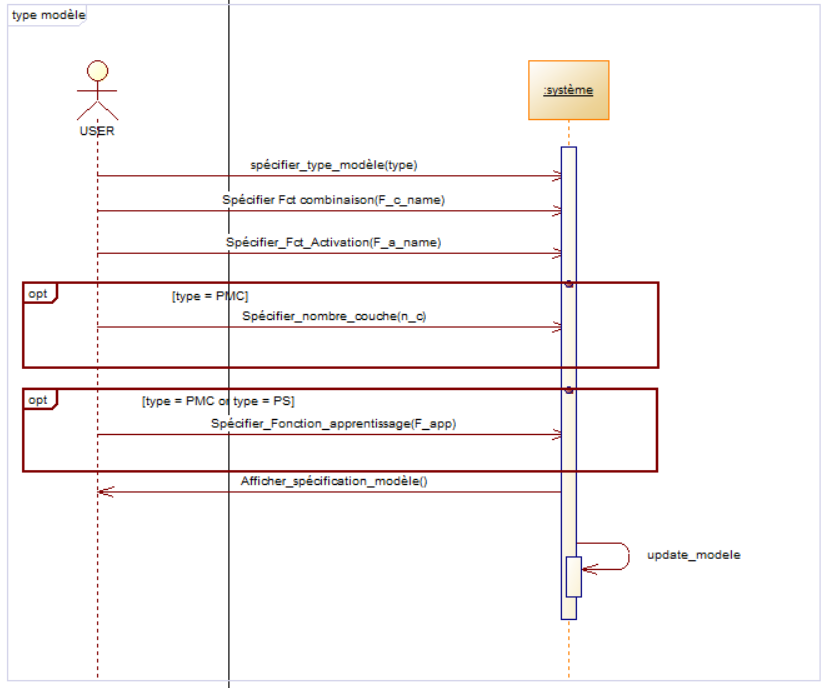 type modèle
USER
:système
spécifier_type_modèle(type)
Spécifier Fct combinaison(F_c_name)
Spécifier_Fct_Activation(F_a_name)
opt
[type = PMC]
Spécifier_nombre_couche(n_c)
opt
[type = PMC or type = PS]
Spécifier_Fonction_apprentissage(F_app)
Afficher_spécification_modèle()
update_modele